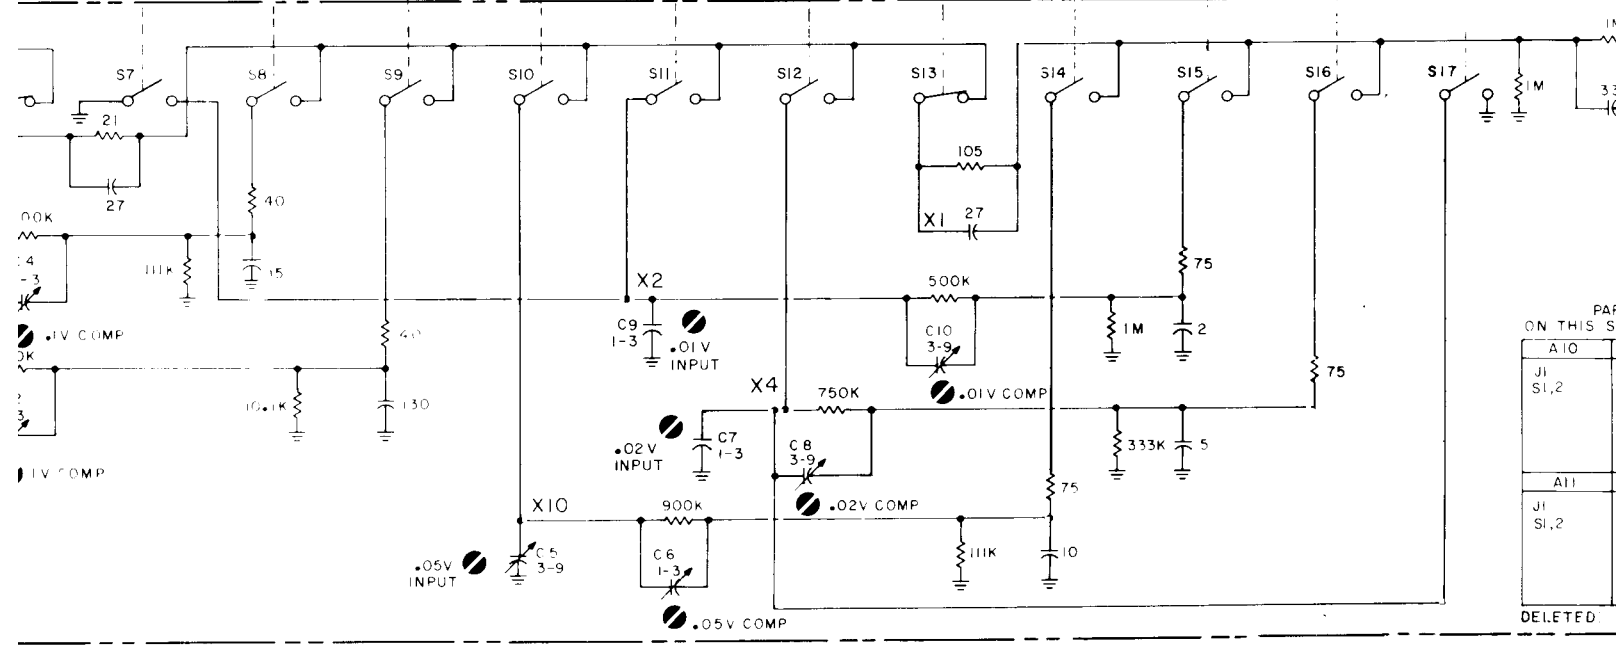 S7
S8
S9
S10
S11
S12
S13
S14
S15
S16
S17
1M
21
27
40
105
X1
27
111K
X2
500K
75
C9
1-3
.01V
INPUT
C10
3-9
1M
2
.1V COMP
40
.01V COMP
X4
750K
75
10.1K
130
.02V
INPUT
C7
1-3
C8
3-9
333K
5
1V COMP
.02V COMP
75
X10
900K
.05V
INPUT
C5
3-9
C6
1-3
111K
10
.05V COMP
ON THIS S
A10
J1
S1,2
A11
J1
S1,2
DELETED: